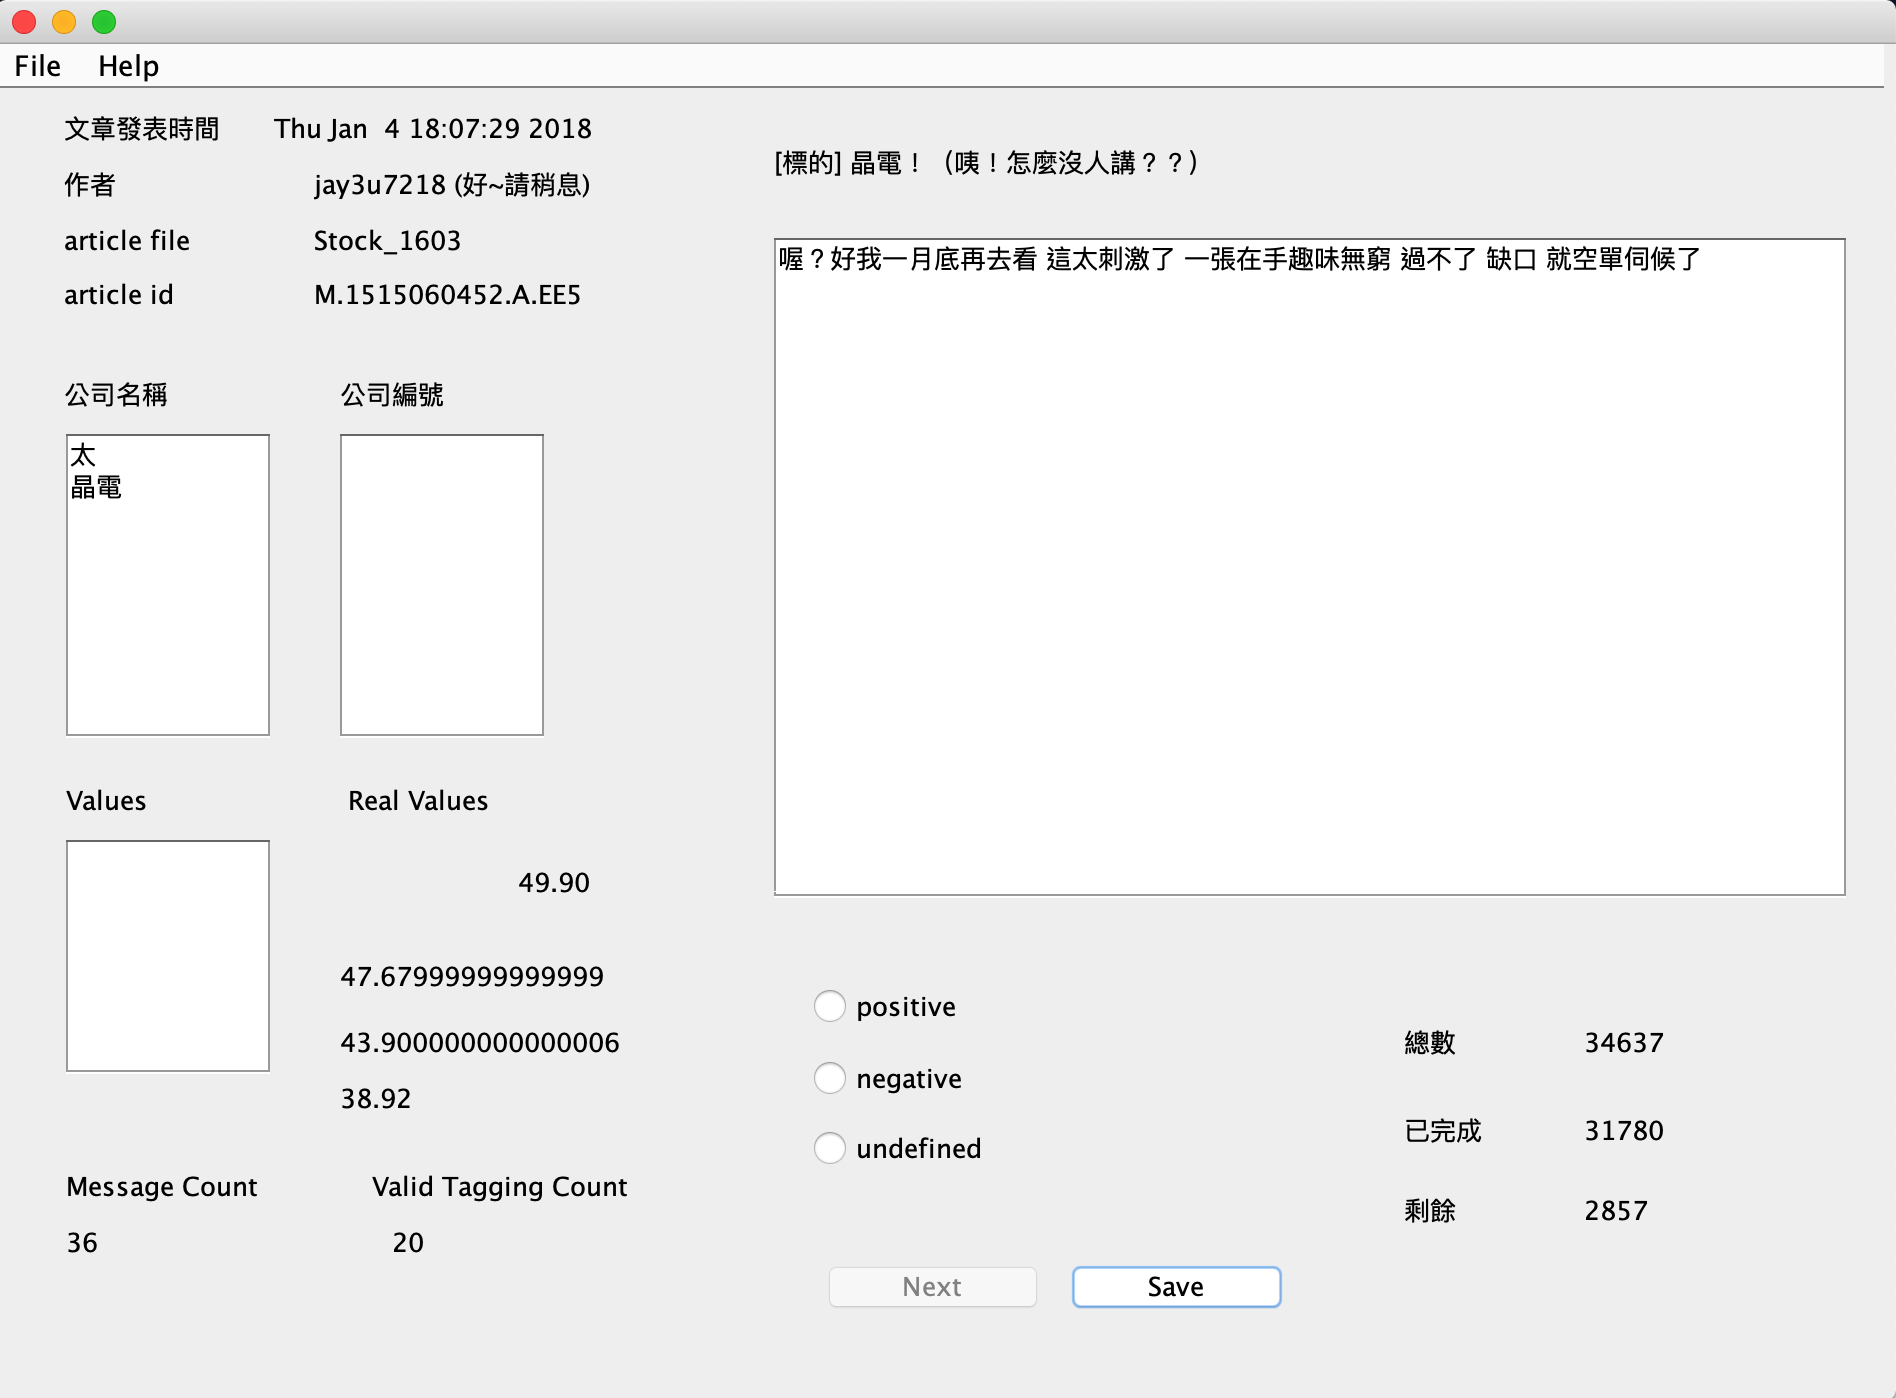 File Help
文章發表時間 Thu Jan  4 18:07:29 2018
作者 jay3u7218 (好~請稍息)
article file Stock_1603
article id M.1515060452.A.EE5
[標的] 晶電！（咦！怎麼沒人講？？）
喔？好我一月底再去看 這太刺激了 一張在手趣味無窮 過不了 缺口 就空單伺候了
公司名稱 公司編號
太
晶電
Values Real Values
49.90
47.67999999999999
43.900000000000006
38.92
Message Count Valid Tagging Count
36 20
positive
negative
undefined
總數 34637
已完成 31780
剩餘 2857
Next Save